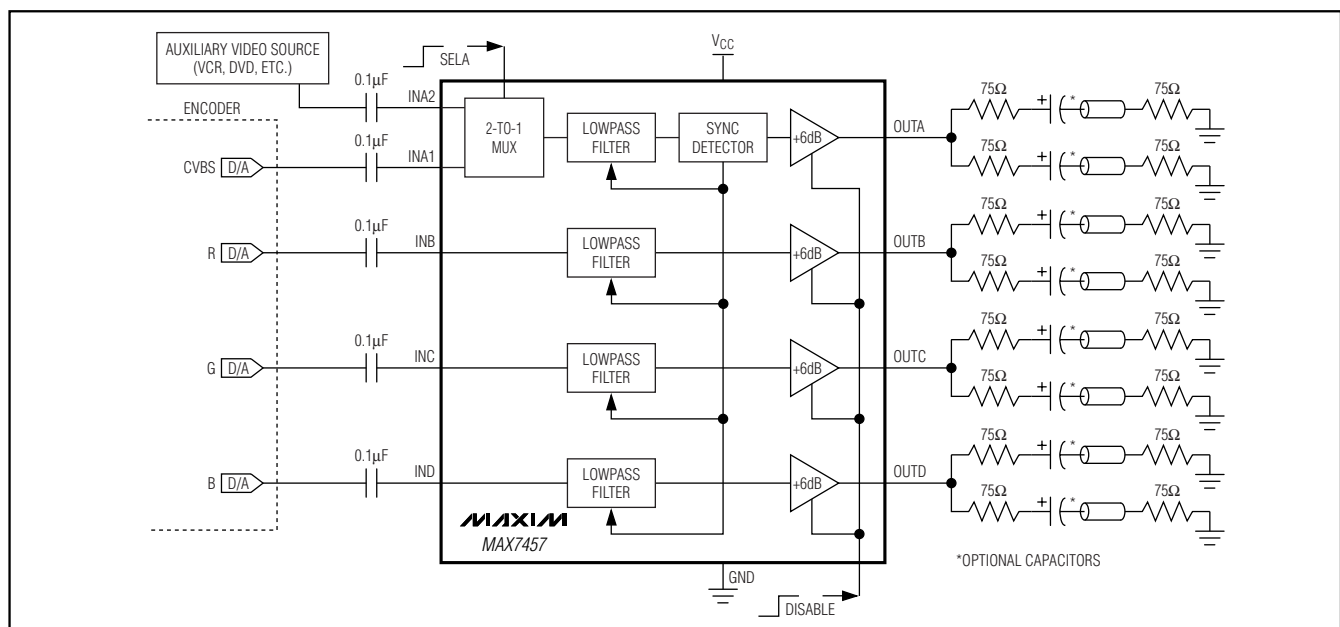 AUXILIARY VIDEO SOURCE
(VCR, DVD, ETC.)
ENCODER
0.1μF
INA2
SELA
VCC
2-TO-1
MUX
LOWPASS
FILTER
SYNC
DETECTOR
+6dB
OUTA
75Ω
+
*
75Ω
75Ω
+
*
75Ω
CVBS
D/A
0.1μF
INA1
R
D/A
0.1μF
INB
LOWPASS
FILTER
+6dB
OUTB
75Ω
+
*
75Ω
75Ω
+
*
75Ω
G
D/A
0.1μF
INC
LOWPASS
FILTER
+6dB
OUTC
75Ω
+
*
75Ω
75Ω
+
*
75Ω
B
D/A
0.1μF
IND
LOWPASS
FILTER
+6dB
OUTD
75Ω
+
*
75Ω
75Ω
+
*
75Ω
MAXIM
MAX7457
GND
DISABLE
*OPTIONAL CAPACITORS